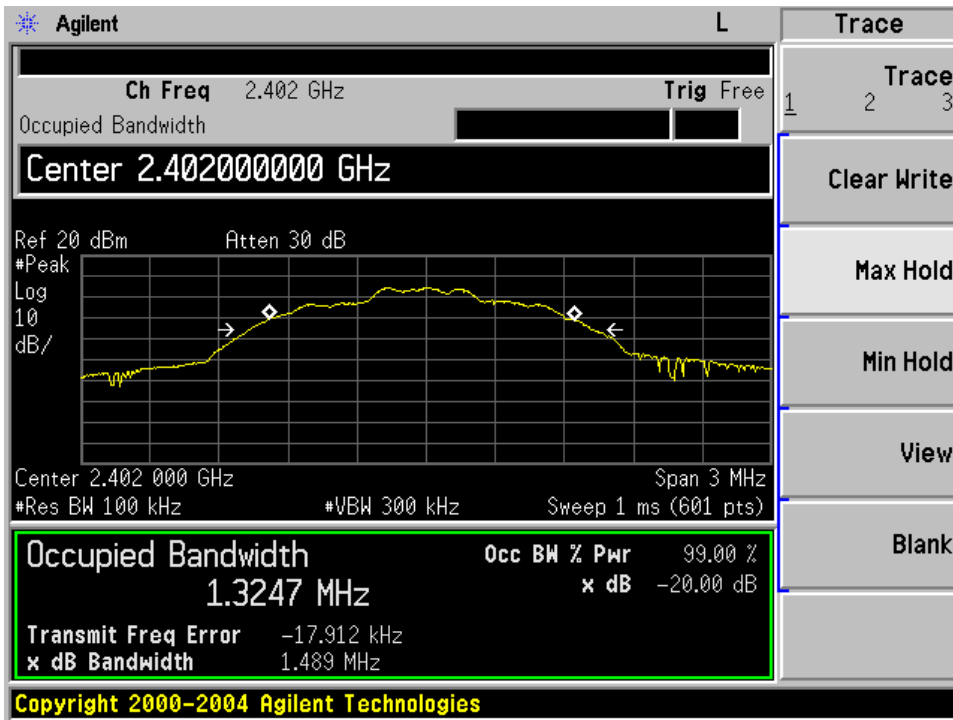 Agilent L Trace
Ch Freq 2.402 GHz Trig Free
Occupied Bandwidth
Center 2.402000000 GHz
Ref 20 dBm Atten 30 dB
#Peak
Log
10
dB/
Center 2.402 000 GHz Span 3 MHz
#Res BW 100 kHz #VBW 300 kHz Sweep 1 ms (601 pts)
Occupied Bandwidth Occ BW % Pwr 99.00 %
1.3247 MHz x dB -20.00 dB
Transmit Freq Error -17.912 kHz
x dB Bandwidth 1.489 MHz
Copyright 2000-2004 Agilent Technologies
Trace
1 2 3
Clear Write
Max Hold
Min Hold
View
Blank